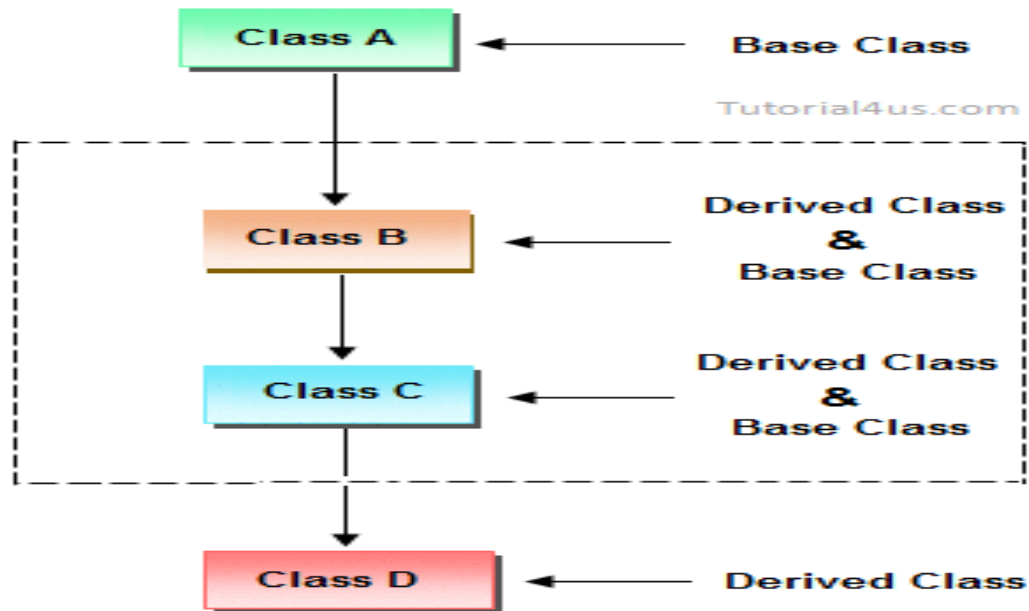 Class A
Base Class
Tutorial4us.com
Class B
Derived Class
&
Base Class
Class C
Derived Class
&
Base Class
Class D
Derived Class